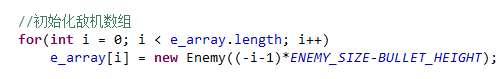 //初始化敌机数组
for(int i = 0; i < e_array.length; i++)
e_array[i] = new Enemy((-i-1)*ENEMY_SIZE-BULLET_HEIGHT);